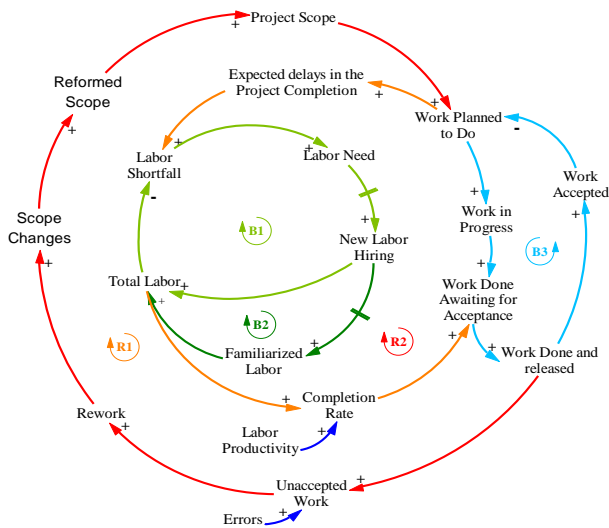 Project Scope
+
Reformed
Scope
+
Expected delays in the
Project Completion
+
+
Work Planned
to Do
-
+
Labor
Shortfall
-
+
Labor Need
Work
Accepted
+
Scope
Changes
+
B1
+
New Labor
Hiring
+
Work in
Progress
+
B3
Total Labor
+
+
Work Done
Awaiting for
Acceptance
+
B2
R1
R2
+
Familiarized
Labor
+
Work Done and
released
Rework
+
+
Completion
Rate
+
Labor
Productivity
+
Unaccepted
Work
+
Errors